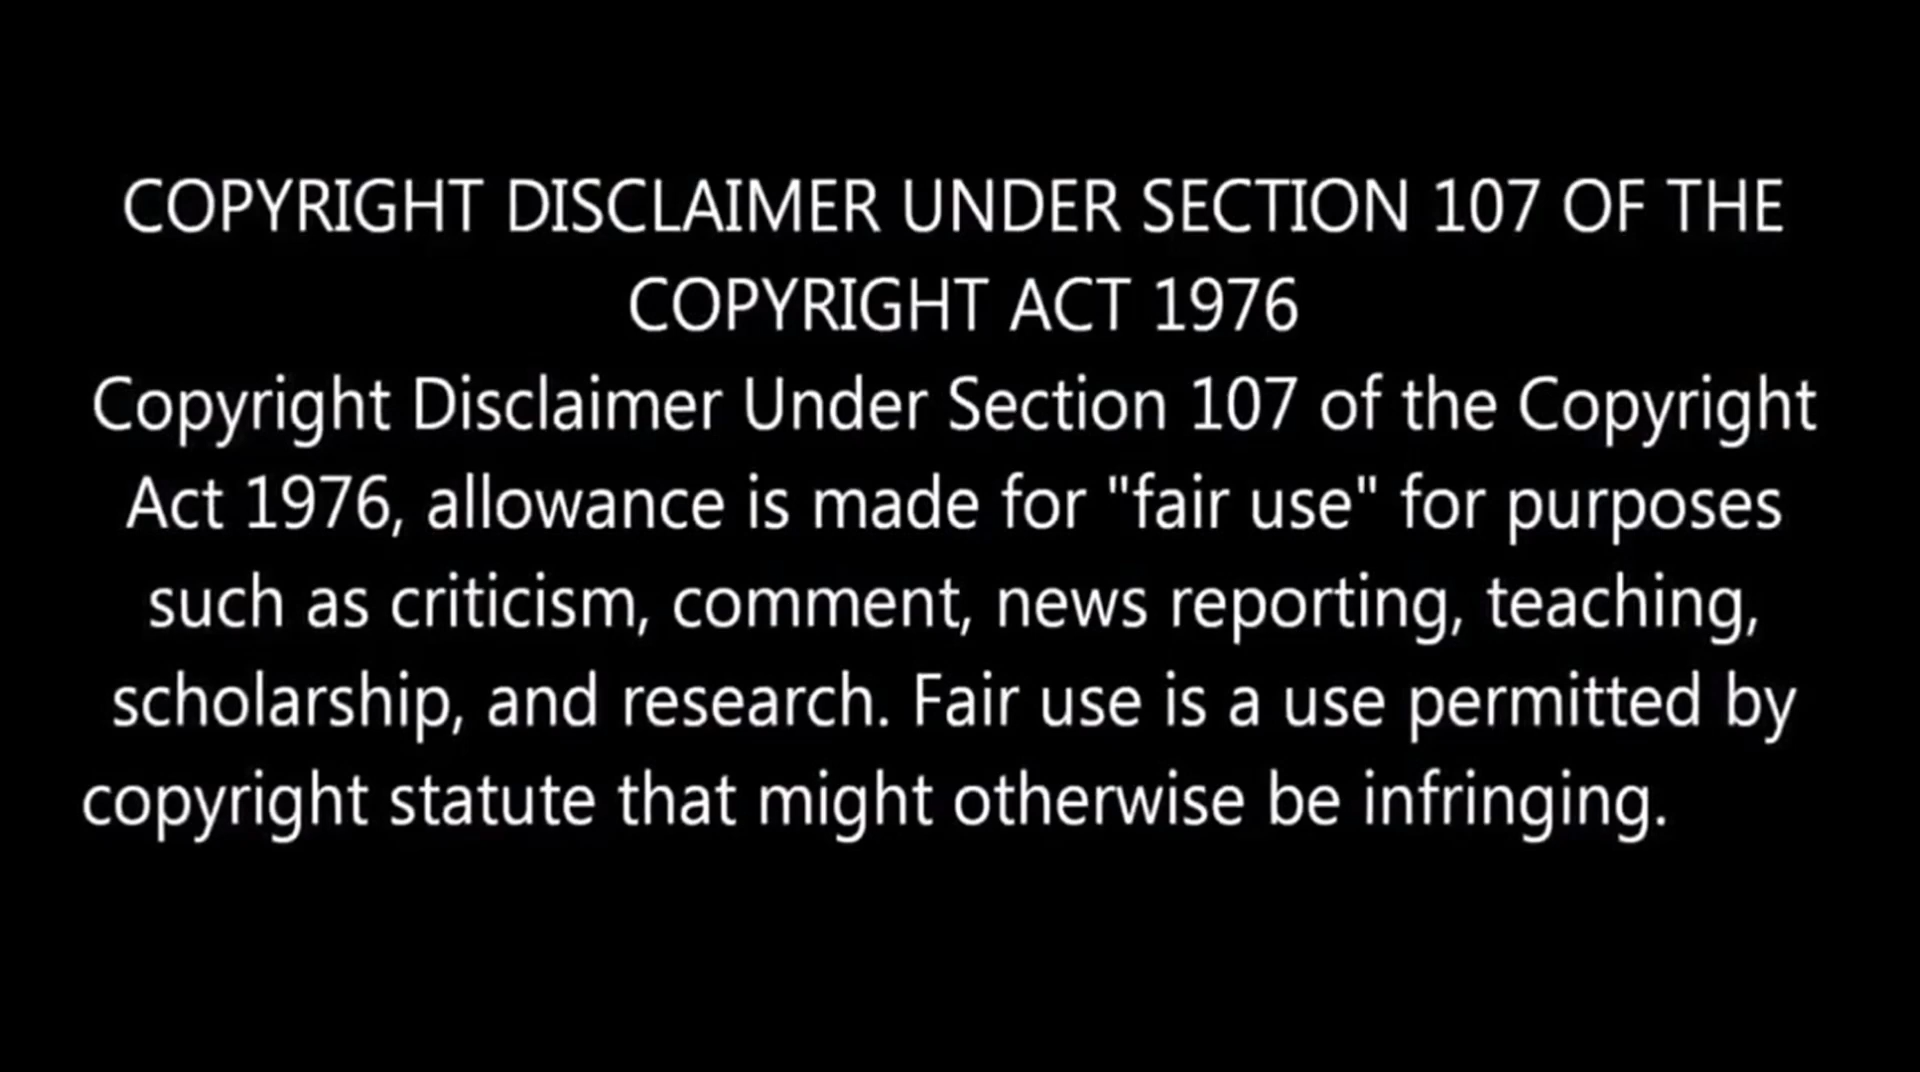 COPYRIGHT DISCLAIMER UNDER SECTION 107 OF THE
COPYRIGHT ACT 1976
Copyright Disclaimer Under Section 107 of the Copyright
Act 1976, allowance is made for "fair use" for purposes
such as criticism, comment, news reporting, teaching,
scholarship, and research. Fair use is a use permitted by
copyright statute that might otherwise be infringing.